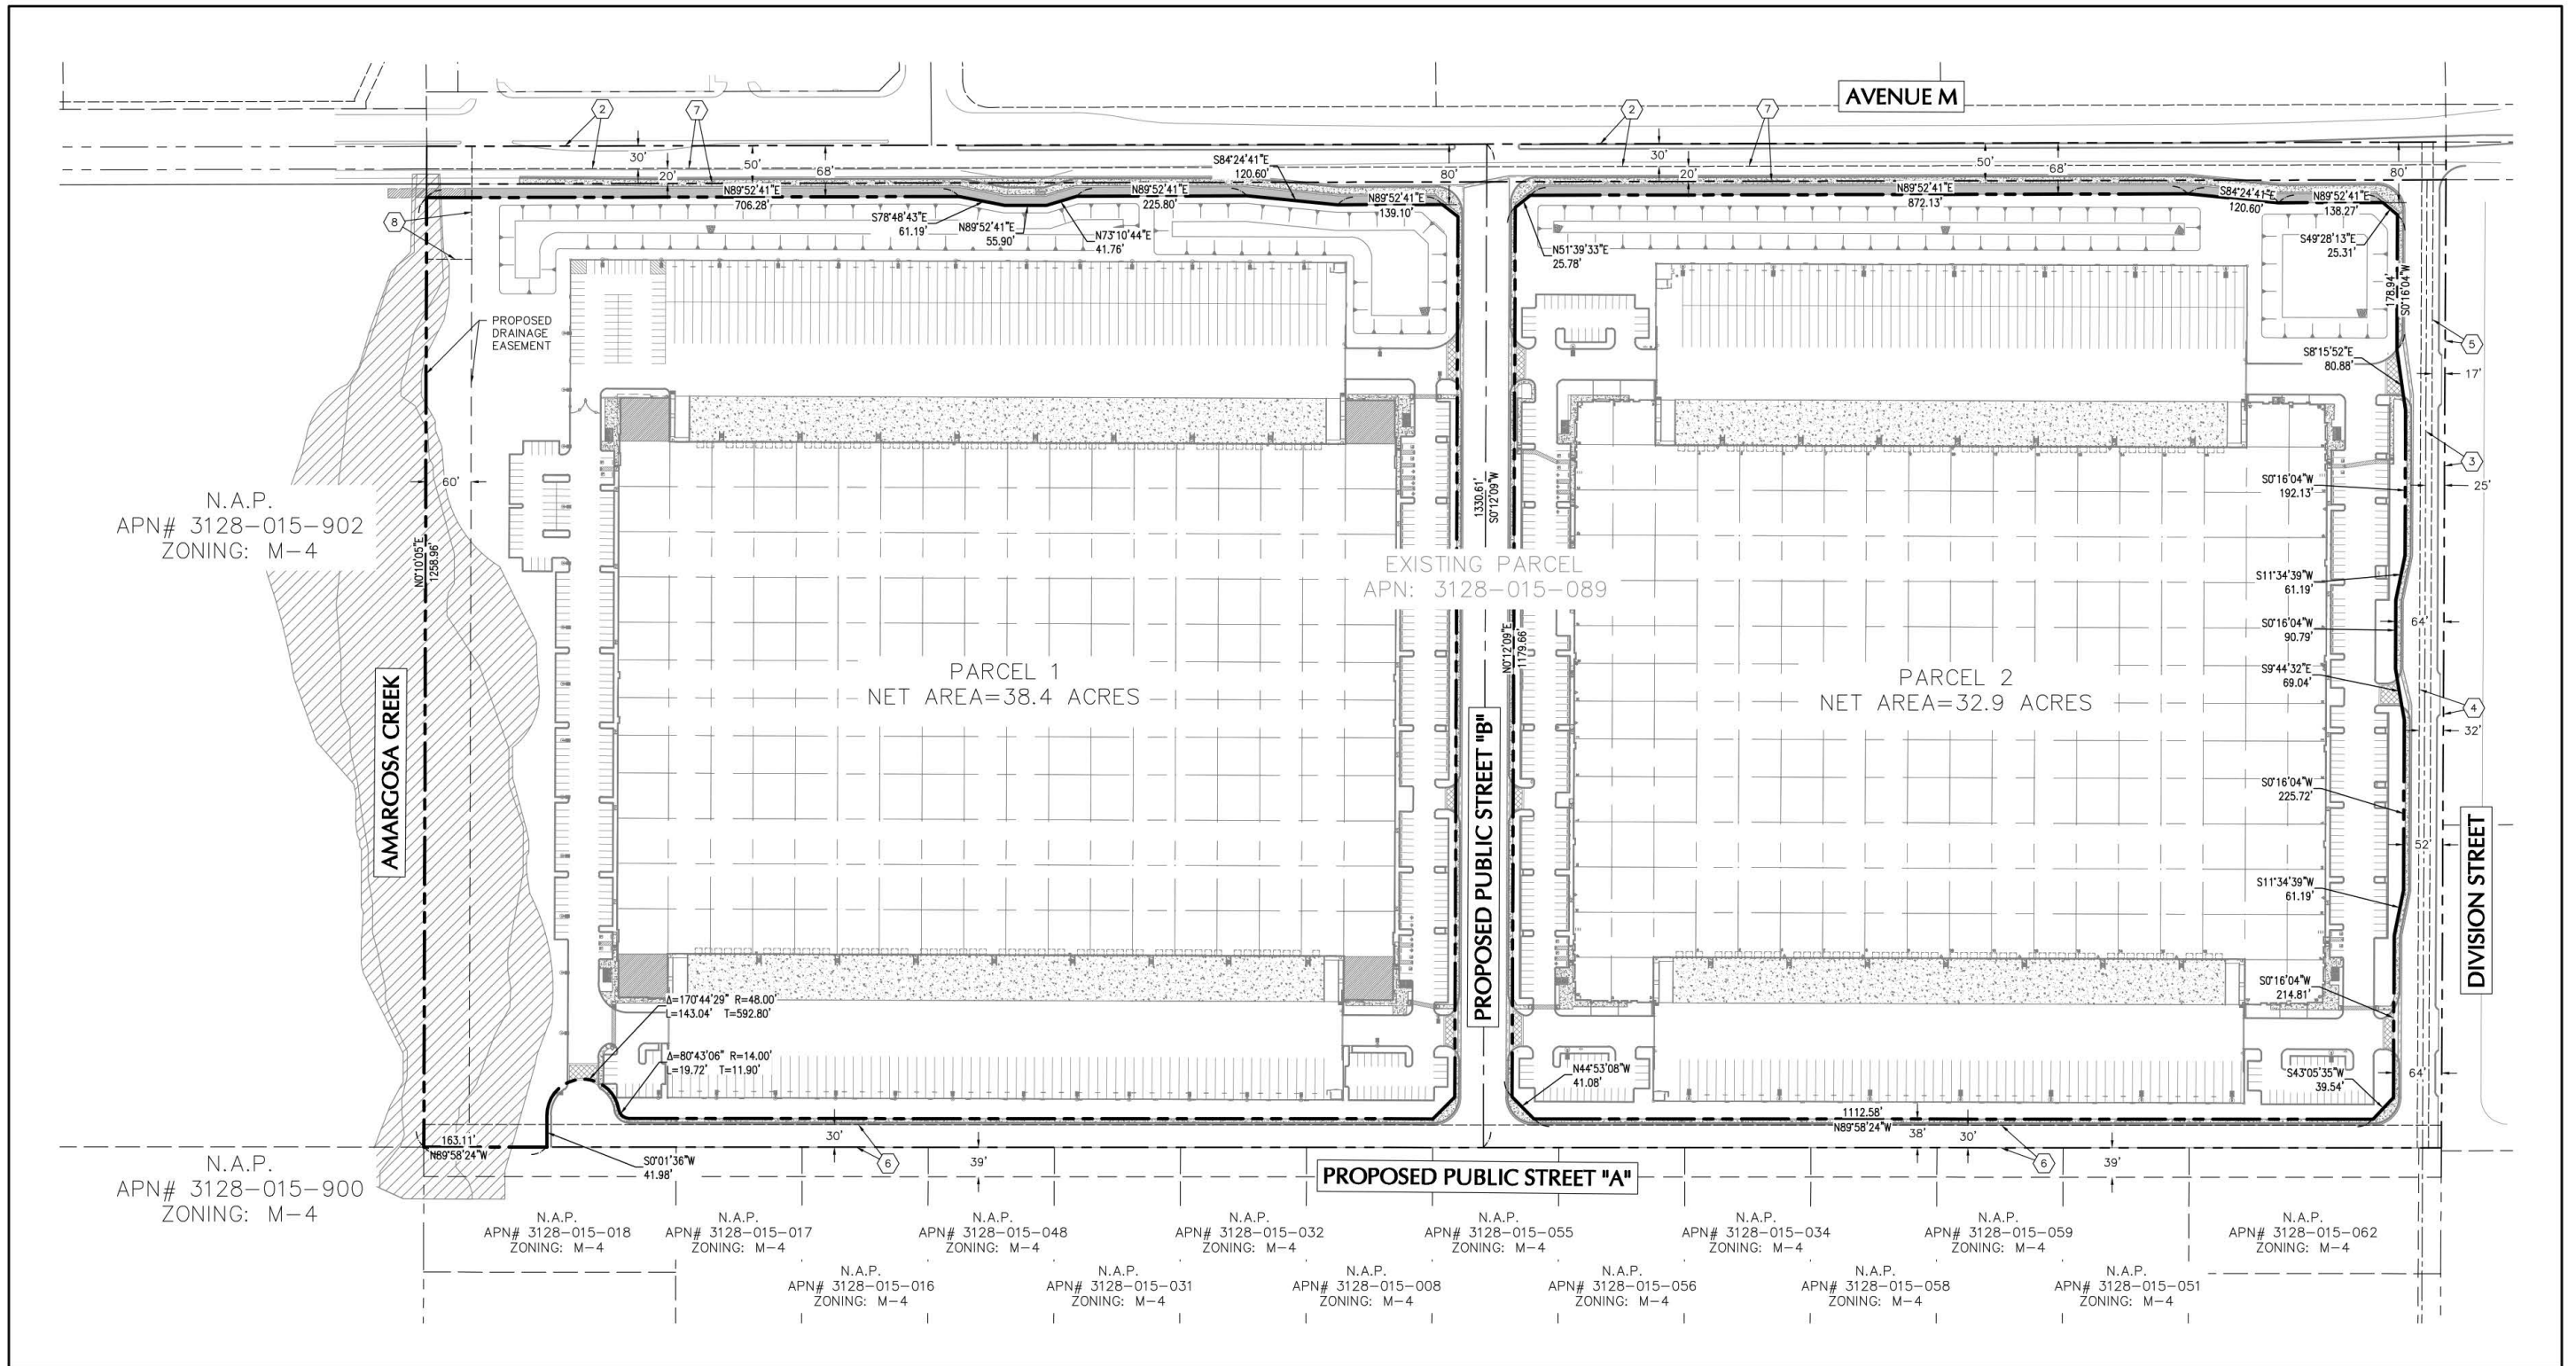 AVENUE M
2
7
2
7
30'
50'
68'
20'
S84°24'41"E
120.60'
80'
30'
50'
68'
20'
80'
N89°52'41"E
706.28'
N89°52'41"E
225.80'
N89°52'41"E
139.10'
N89°52'41"E
872.13'
S84°24'41"E
120.60'
N89°52'41"E
138.27'
8
S78°48'43"E
61.19'
N89°52'41"E
55.90'
N73°10'44"E
41.76'
N51°39'33"E
25.78'
S49°28'13"E
25.31'
178.94'
S0°16'04"W
PROPOSED
DRAINAGE
EASEMENT
5
S8°15'52"E
80.88'
17'
3
25'
60'
N.A.P.
APN# 3128-015-902
ZONING: M-4
N0°10'05"E
1258.96'
1330.61'
S0°12'09"W
S0°16'04"W
192.13'
EXISTING PARCEL
APN: 3128-015-089
S11°34'39"W
61.19'
N0°12'09"E
1179.66'
S0°16'04"W
90.79'
64'
PARCEL 1
NET AREA=38.4 ACRES
PARCEL 2
NET AREA=32.9 ACRES
S9°44'32"E
69.04'
4
32'
AMARGOSA CREEK
PROPOSED PUBLIC STREET "B"
S0°16'04"W
225.72'
52'
DIVISION STREET
S11°34'39"W
61.19'
S0°16'04"W
214.81'
Δ=170°44'29" R=48.00'
L=143.04' T=592.80'
Δ=80°43'06" R=14.00'
L=19.72' T=11.90'
N44°53'08"W
41.08'
S43°05'35"W
39.54'
64'
163.11'
N89°58'24"W
S0°01'36"W
41.98'
30'
6
39'
1112.58'
N89°58'24"W
38'
30'
6
39'
PROPOSED PUBLIC STREET "A"
N.A.P.
APN# 3128-015-900
ZONING: M-4
N.A.P.
APN# 3128-015-018
ZONING: M-4
N.A.P.
APN# 3128-015-017
ZONING: M-4
N.A.P.
APN# 3128-015-048
ZONING: M-4
N.A.P.
APN# 3128-015-032
ZONING: M-4
N.A.P.
APN# 3128-015-055
ZONING: M-4
N.A.P.
APN# 3128-015-034
ZONING: M-4
N.A.P.
APN# 3128-015-059
ZONING: M-4
N.A.P.
APN# 3128-015-062
ZONING: M-4
N.A.P.
APN# 3128-015-016
ZONING: M-4
N.A.P.
APN# 3128-015-031
ZONING: M-4
N.A.P.
APN# 3128-015-008
ZONING: M-4
N.A.P.
APN# 3128-015-056
ZONING: M-4
N.A.P.
APN# 3128-015-058
ZONING: M-4
N.A.P.
APN# 3128-015-051
ZONING: M-4